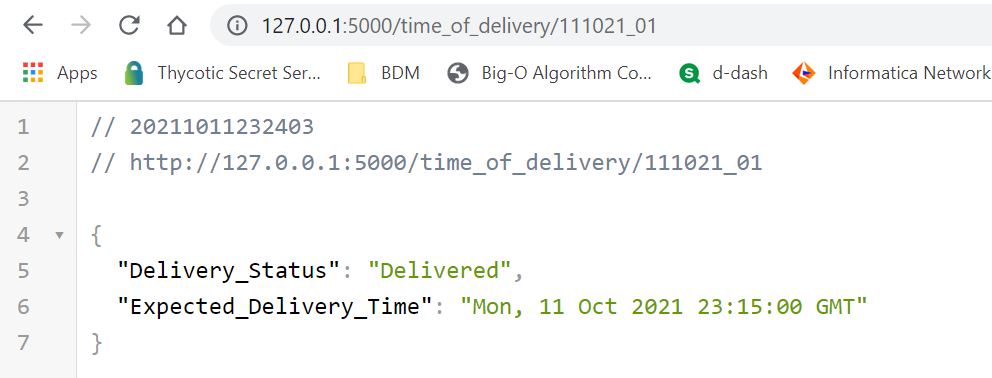 127.0.0.1:5000/time_of_delivery/111021_01
Apps Thycotic Secret Ser... BDM Big-O Algorithm Co... d-dash Informatica Network
1 // 20211011232403
2 // http://127.0.0.1:5000/time_of_delivery/111021_01
3
4 {
5 "Delivery_Status": "Delivered",
6 "Expected_Delivery_Time": "Mon, 11 Oct 2021 23:15:00 GMT"
7 }